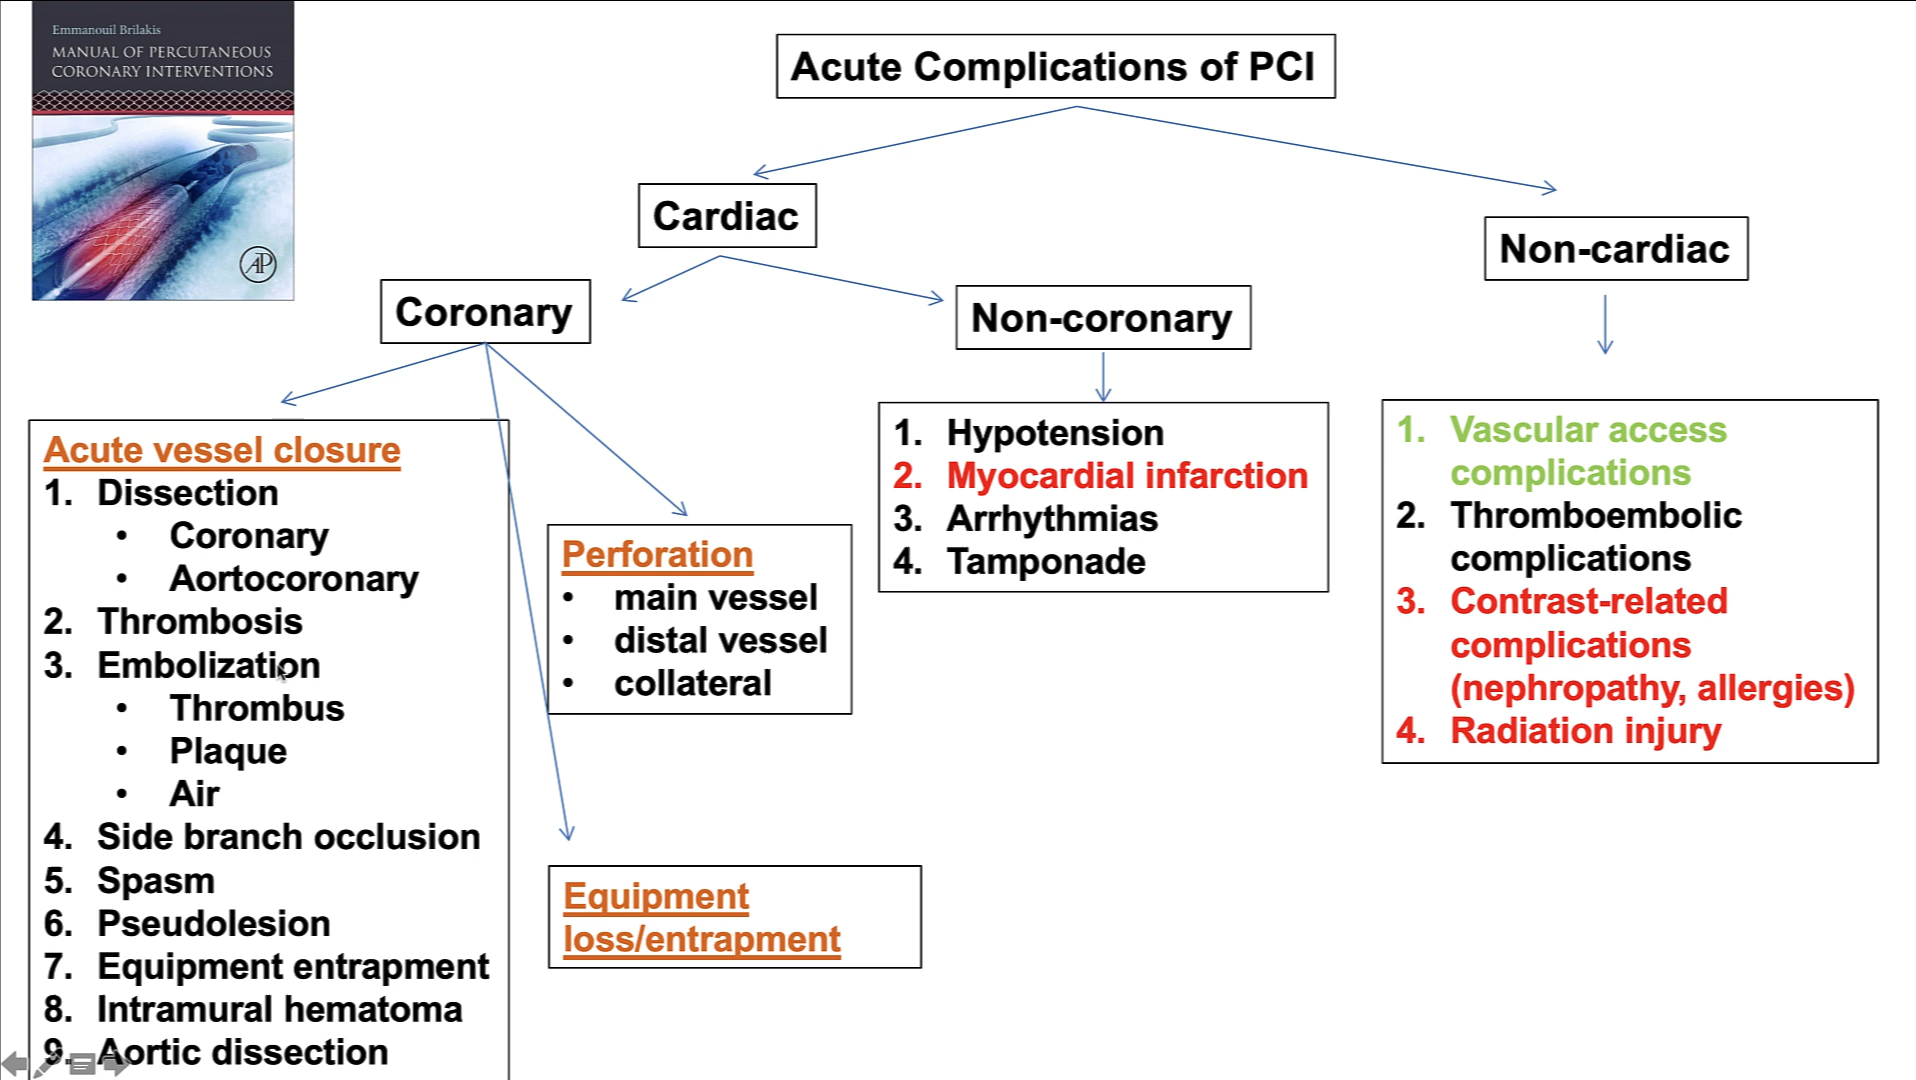 Emmanouil Brilakis
MANUAL OF PERCUTANEOUS
CORONARY INTERVENTIONS
AP
Acute Complications of PCI
Cardiac
Non-cardiac
Coronary
Non-coronary
Acute vessel closure
1. Dissection
• Coronary
• Aortocoronary
2. Thrombosis
3. Embolization
• Thrombus
• Plaque
• Air
4. Side branch occlusion
5. Spasm
6. Pseudolesion
7. Equipment entrapment
8. Intramural hematoma
9. Aortic dissection
Perforation
• main vessel
• distal vessel
• collateral
Equipment
loss/entrapment
1. Hypotension
2. Myocardial infarction
3. Arrhythmias
4. Tamponade
1. Vascular access
complications
2. Thromboembolic
complications
3. Contrast-related
complications
(nephropathy, allergies)
4. Radiation injury